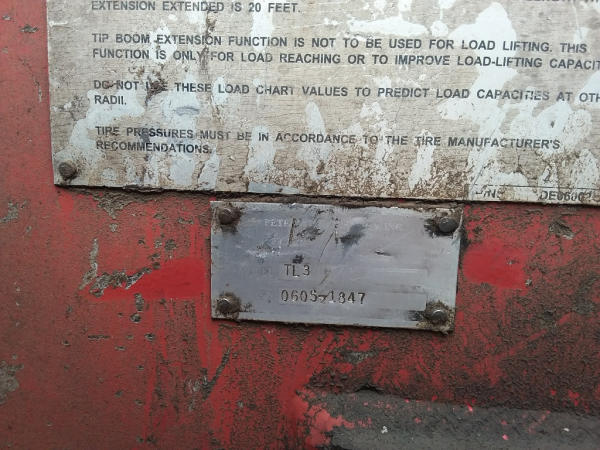 EXTENSION EXTENDED IS 20 FEET.
TIP BOOM EXTENSION FUNCTION IS NOT TO BE USED FOR LOAD LIFTING. THIS
FUNCTION IS ONLY FOR LOAD REACHING OR TO IMPROVE LOAD-LIFTING CAPACIT
DO NOT USE THESE LOAD CHART VALUES TO PREDICT LOAD CAPACITIES AT OTH
RADII.
TIRE PRESSURES MUST BE IN ACCORDANCE TO THE TIRE MANUFACTURER'S
RECOMMENDATIONS.
TL3
0605-1847